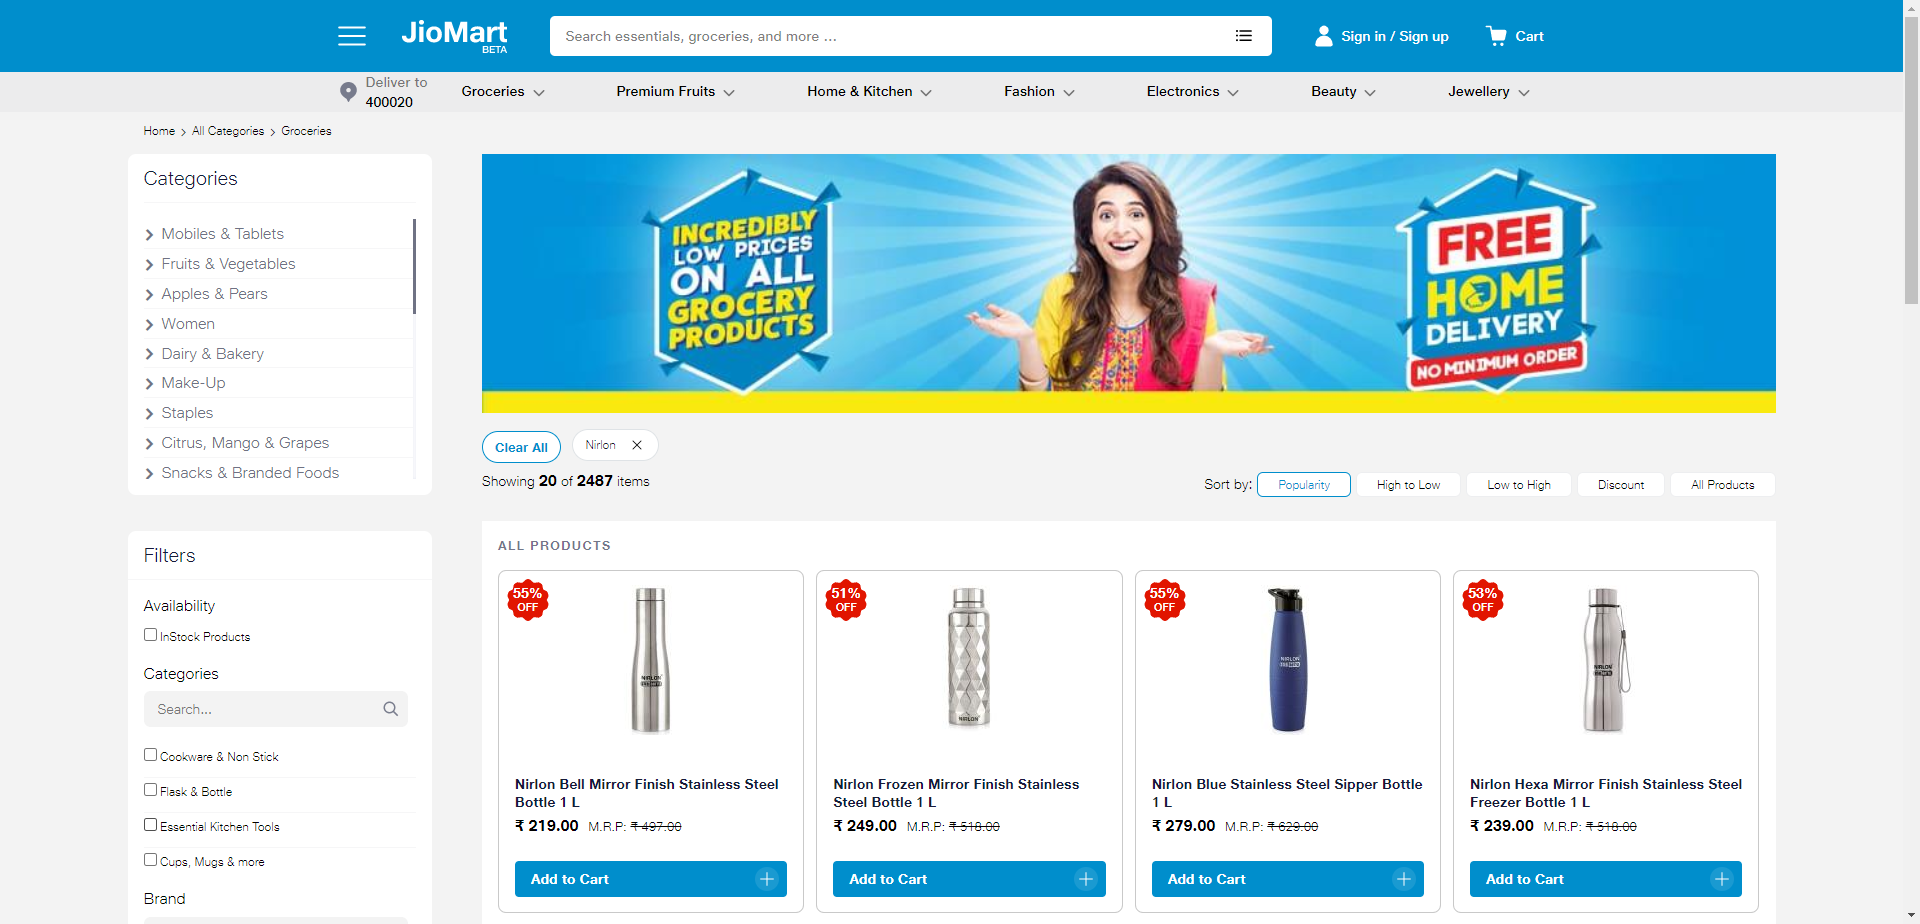 JioMart
BETA
Search essentials, groceries, and more ...
Sign in / Sign up
Cart
Deliver to
400020
Groceries
Premium Fruits
Home & Kitchen
Fashion
Electronics
Beauty
Jewellery
Home > All Categories > Groceries
Categories
Mobiles & Tablets
Fruits & Vegetables
Apples & Pears
Women
Dairy & Bakery
Make-Up
Staples
Citrus, Mango & Grapes
Snacks & Branded Foods
INCREDIBLY
LOW PRICES
ON ALL
GROCERY
PRODUCTS
FREE
HOME
DELIVERY
NO MINIMUM ORDER
Clear All
Nirlon
Showing 20 of 2487 items
Sort by:
Popularity
High to Low
Low to High
Discount
All Products
Filters
Availability
InStock Products
Categories
Search...
Cookware & Non Stick
Flask & Bottle
Essential Kitchen Tools
Cups, Mugs & more
Brand
ALL PRODUCTS
55%
OFF
NIRLON
Nirlon Bell Mirror Finish Stainless Steel
Bottle 1 L
₹ 219.00 M.R.P: ₹ 497.00
Add to Cart
51%
OFF
NIRLON
Nirlon Frozen Mirror Finish Stainless
Steel Bottle 1 L
₹ 249.00 M.R.P: ₹ 518.00
Add to Cart
55%
OFF
NIRLON
Nirlon Blue Stainless Steel Sipper Bottle
1 L
₹ 279.00 M.R.P: ₹ 629.00
Add to Cart
53%
OFF
NIRLON
Nirlon Hexa Mirror Finish Stainless Steel
Freezer Bottle 1 L
₹ 239.00 M.R.P: ₹ 518.00
Add to Cart